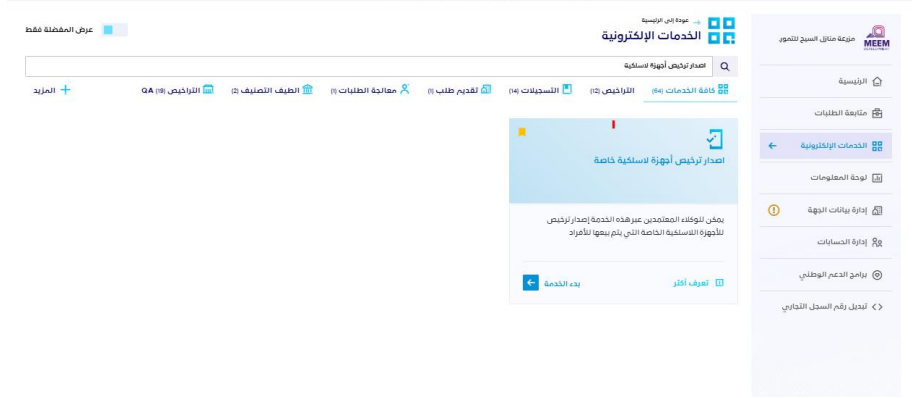 MEEM
مزرعة منازل السيح للتمور
الرئيسية
متابعة الطلبات
الخدمات الإلكترونية
لوحة المعلومات
إدارة بيانات الجهة
إدارة الحسابات
برامج الدعم الوطني
تبديل رقم السجل التجاري
عودة إلى الرئيسية
الخدمات الإلكترونية
عرض المفضلة فقط
اصدار ترخيص أجهزة لاسلكية
كافة الخدمات (54) التراخيص (12) التسجيلات (14) تقديم طلب (1) معالجة الطلبات (1) الطيف التصنيف (2) التراخيص QA (19) المزيد
اصدار ترخيص أجهزة لاسلكية خاصة
يمكن للوكلاء المعتمدين عبر هذه الخدمة إصدار ترخيص
للأجهزة اللاسلكية الخاصة التي يتم بيعها للأفراد
تعرف أكثر بدء الخدمة